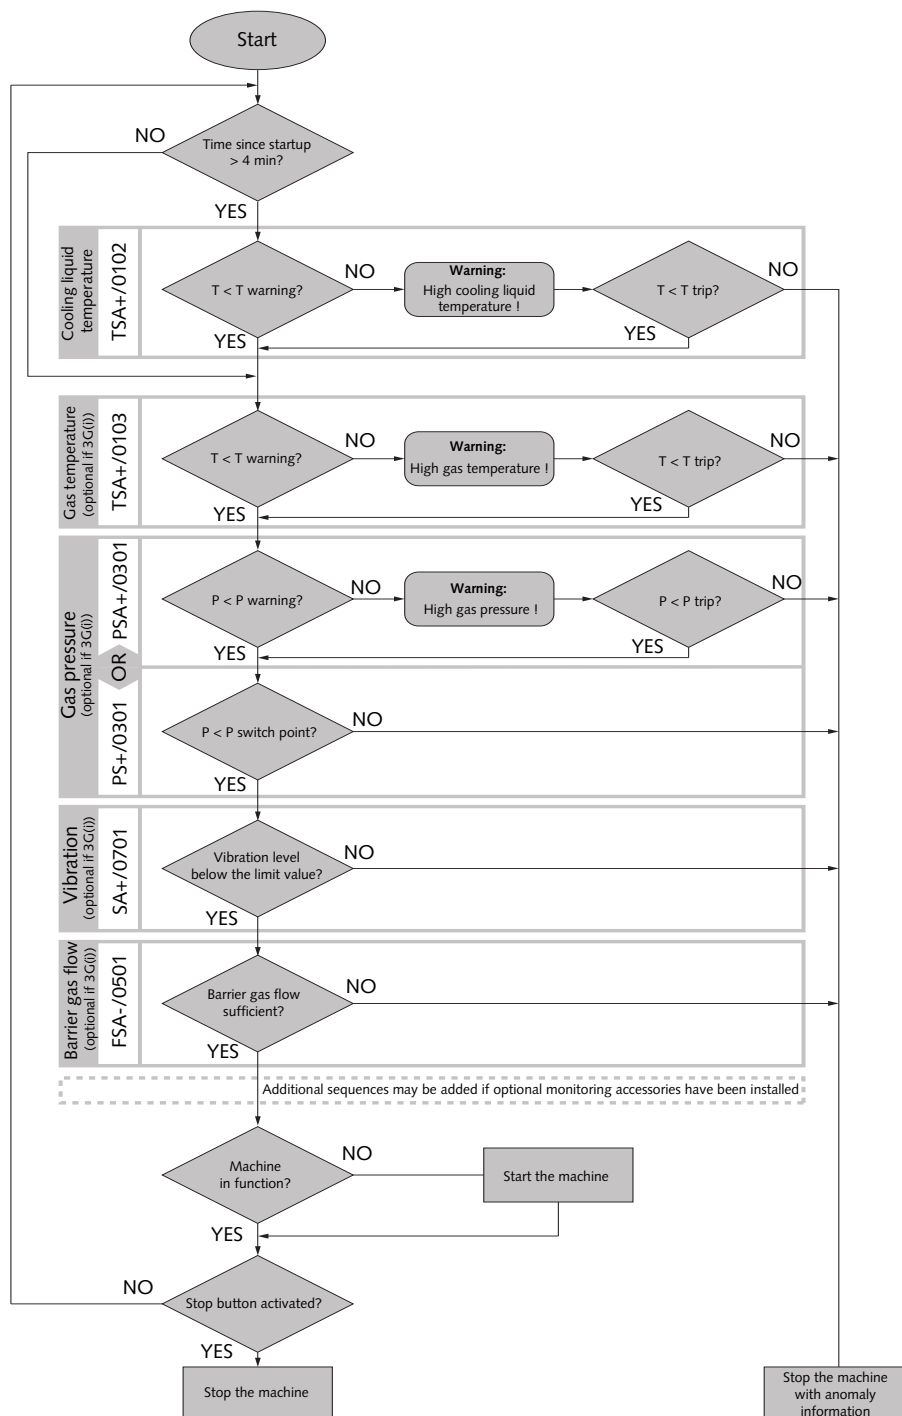 Start
NO
Time since startup
> 4 min?
YES
Cooling liquid
temperature
TSA+/0102
T < T warning?
NO
Warning:
High cooling liquid
temperature !
T < T trip?
NO
YES
YES
Gas temperature
(optional if 3G(i))
TSA+/0103
T < T warning?
NO
Warning:
High gas temperature !
T < T trip?
NO
YES
YES
Gas pressure
(optional if 3G(i))
PSA+/0301
OR
PS+/0301
P < P warning?
NO
Warning:
High gas pressure !
P < P trip?
NO
YES
YES
P < P switch point?
NO
YES
Vibration
(optional if 3G(i))
SA+/0701
Vibration level
below the limit value?
NO
YES
Barrier gas flow
(optional if 3G(i))
FSA-/0501
Barrier gas flow
sufficient?
NO
YES
Additional sequences may be added if optional monitoring accessories have been installed
Machine
in function?
NO
Start the machine
YES
NO
Stop button activated?
YES
Stop the machine
Stop the machine
with anomaly
information